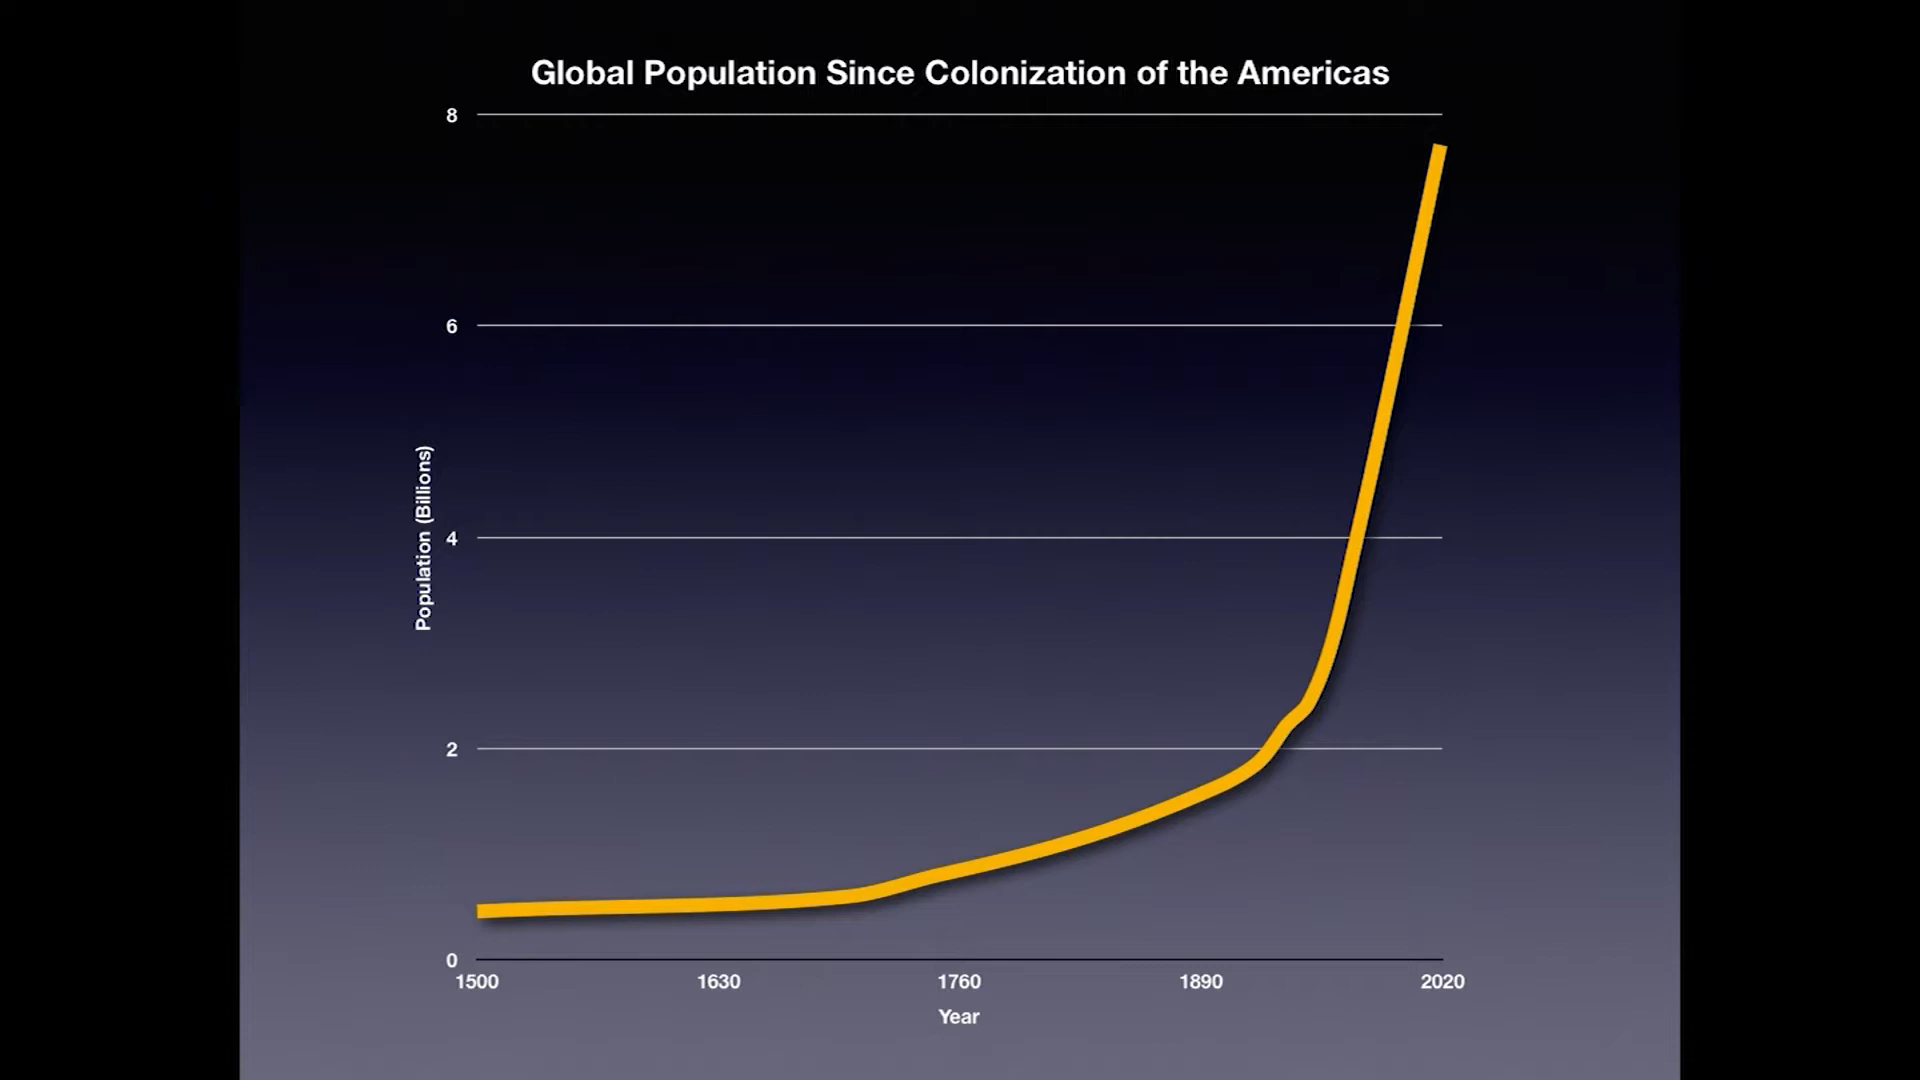 Global Population Since Colonization of the Americas
8
6
4
2
0
Population (Billions)
1500 1630 1760 1890 2020
Year